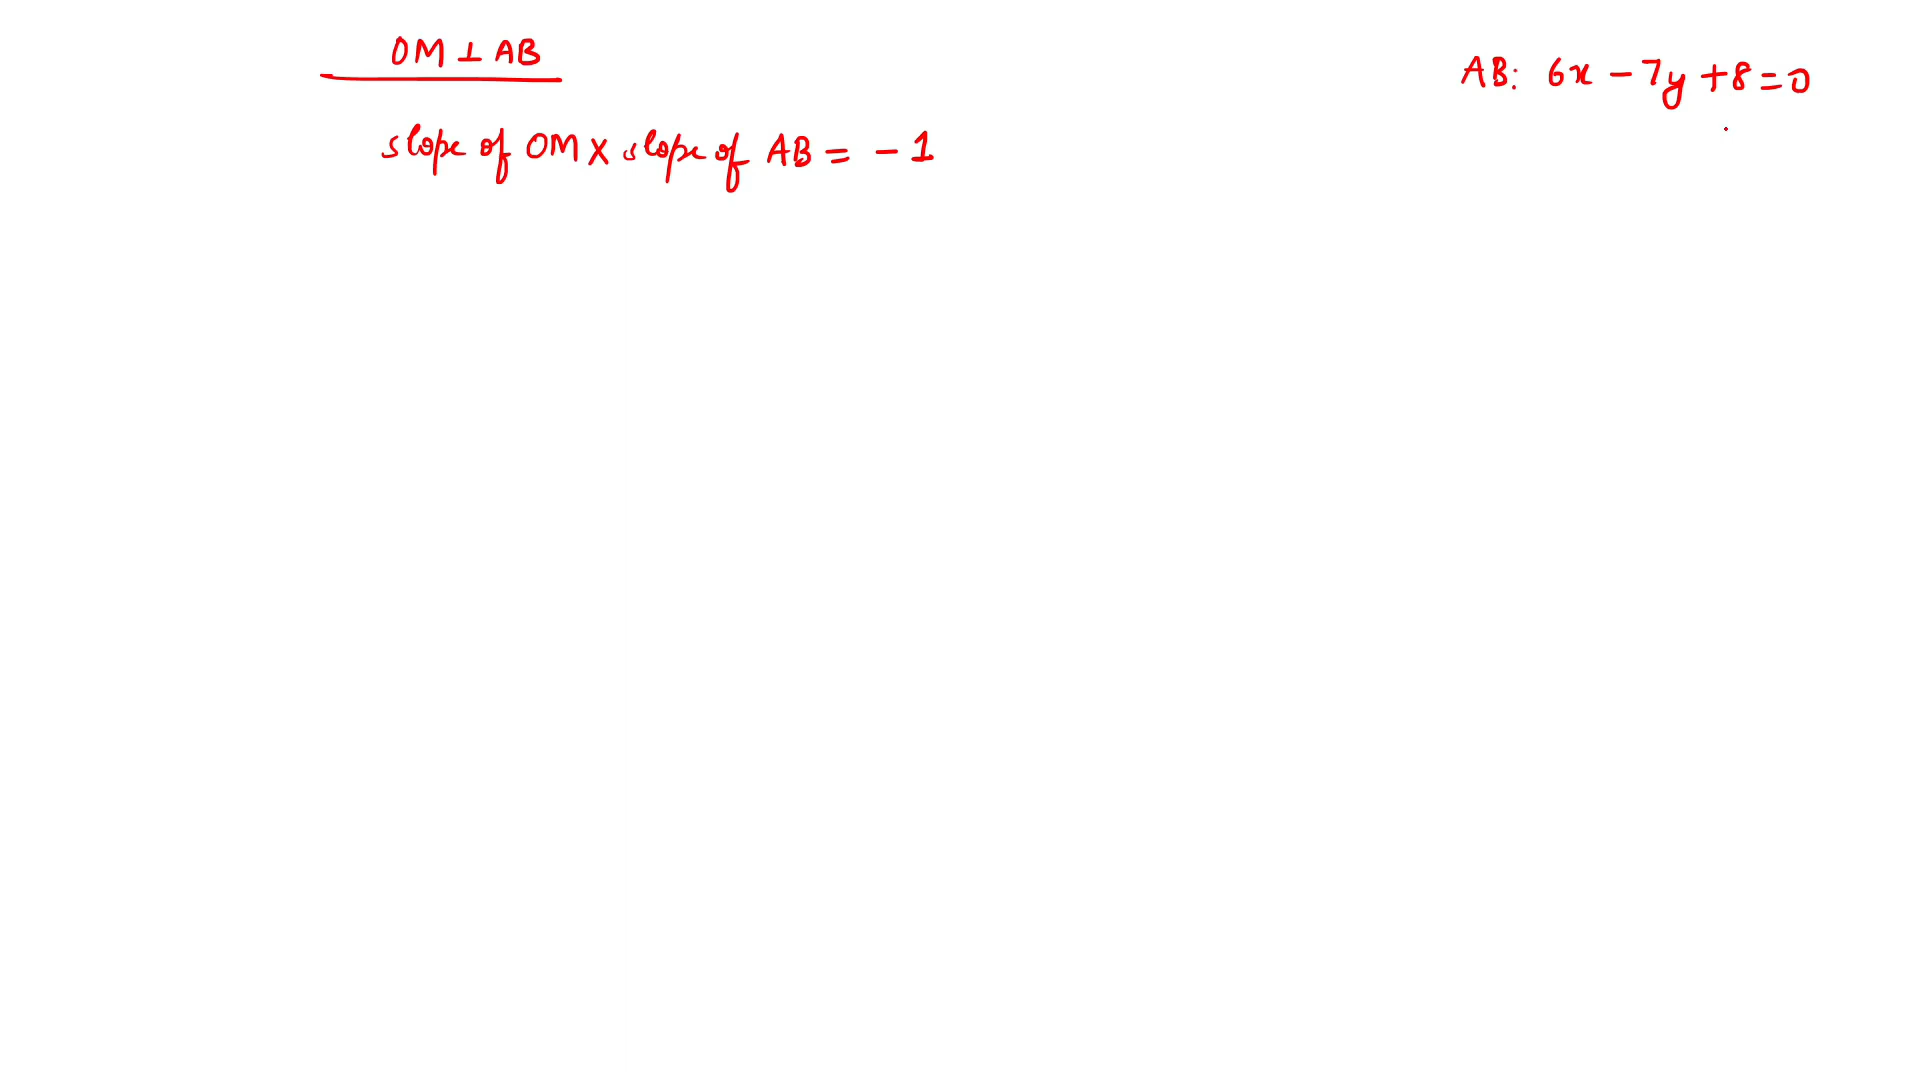 OM ⊥ AB
AB: 6x - 7y + 8 = 0
slope of OM x slope of AB = - 1